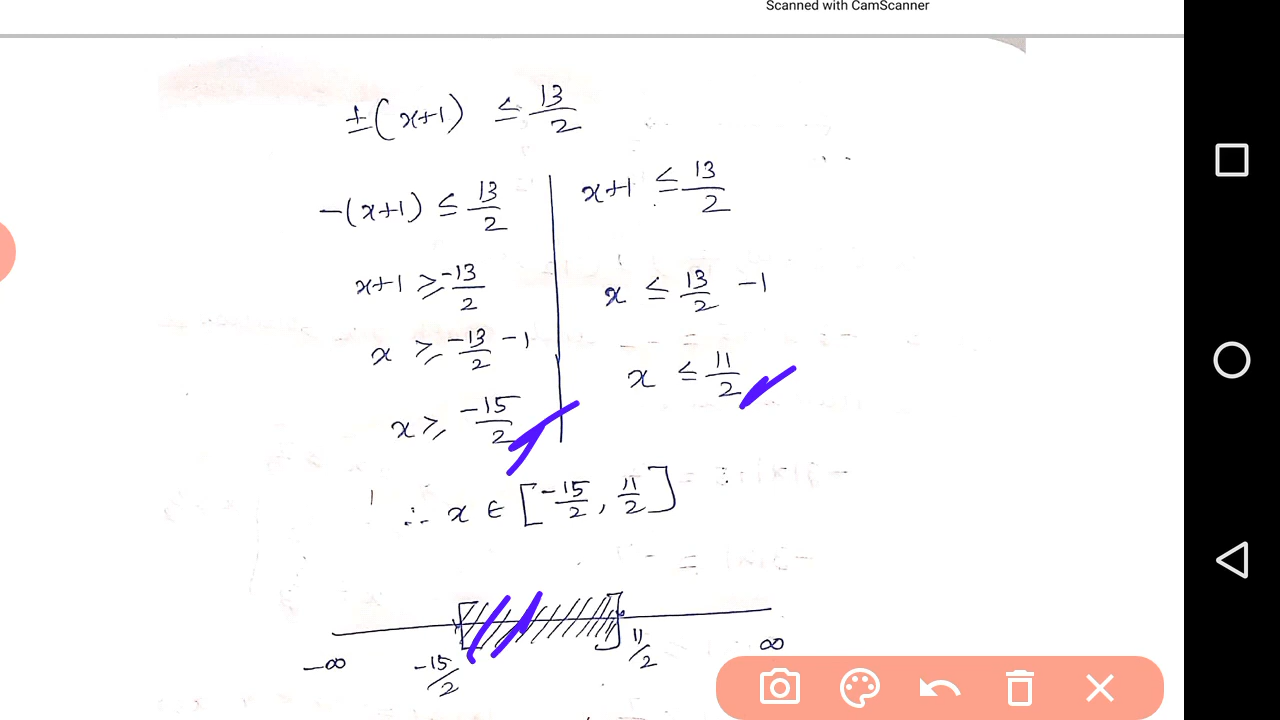 Scanned with CamScanner
±(x+1) ≤ 13/2
-(x+1) ≤ 13/2
x+1 ≥ -13/2
x ≥ -13/2 -1
x ≥ -15/2
x+1 ≤ 13/2
x ≤ 13/2 -1
x ≤ 11/2
∴ x ∈ [-15/2, 11/2]
-∞ -15/2 11/2 ∞